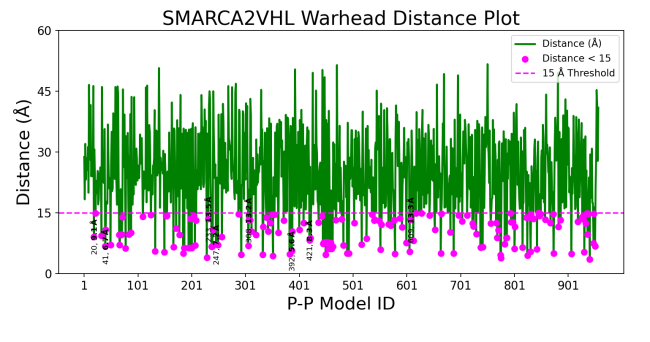 SMARCA2VHL Warhead Distance Plot
Distance (Å)
60
45
30
15
0
Distance (Å)
Distance < 15
15 Å Threshold
1
101
201
301
401
501
601
701
801
901
P-P Model ID